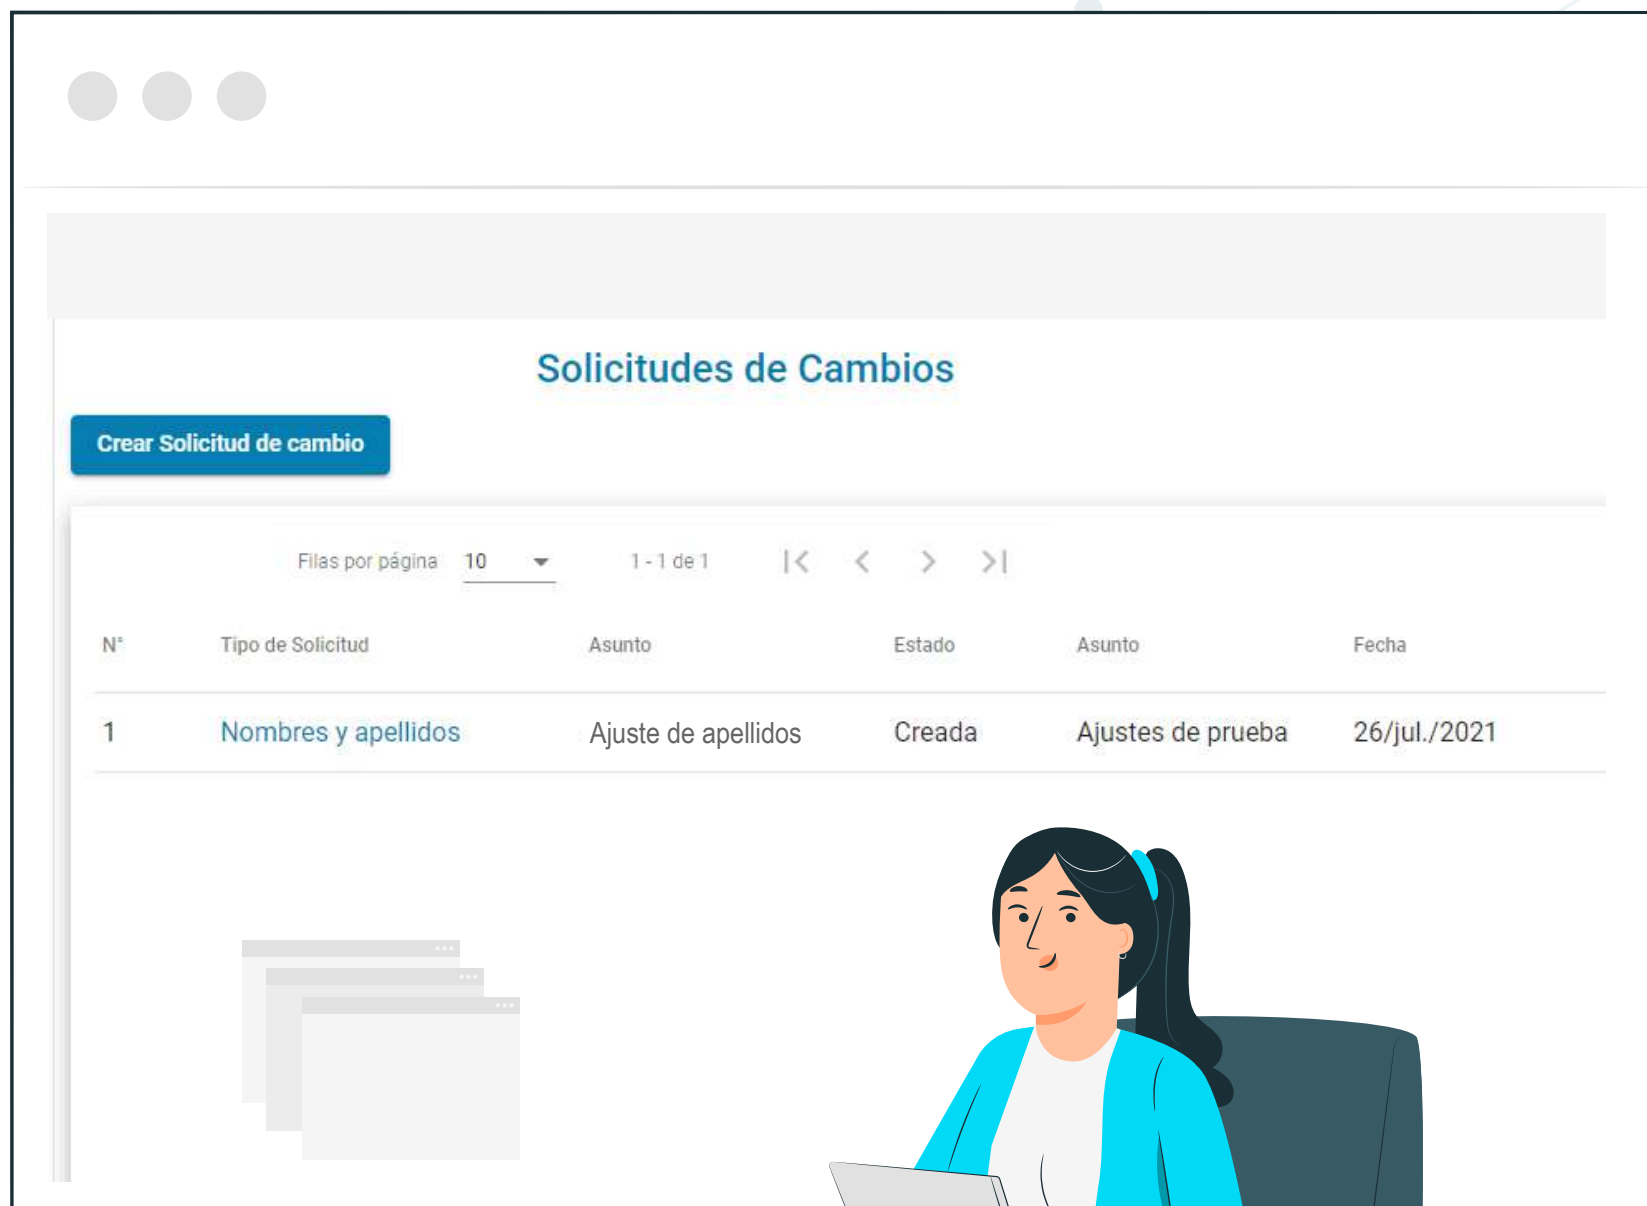 Solicitudes de Cambios
Crear Solicitud de cambio
Filas por página 10 1 - 1 de 1
N° Tipo de Solicitud Asunto Estado Asunto Fecha
1 Nombres y apellidos Ajuste de apellidos Creada Ajustes de prueba 26/jul./2021